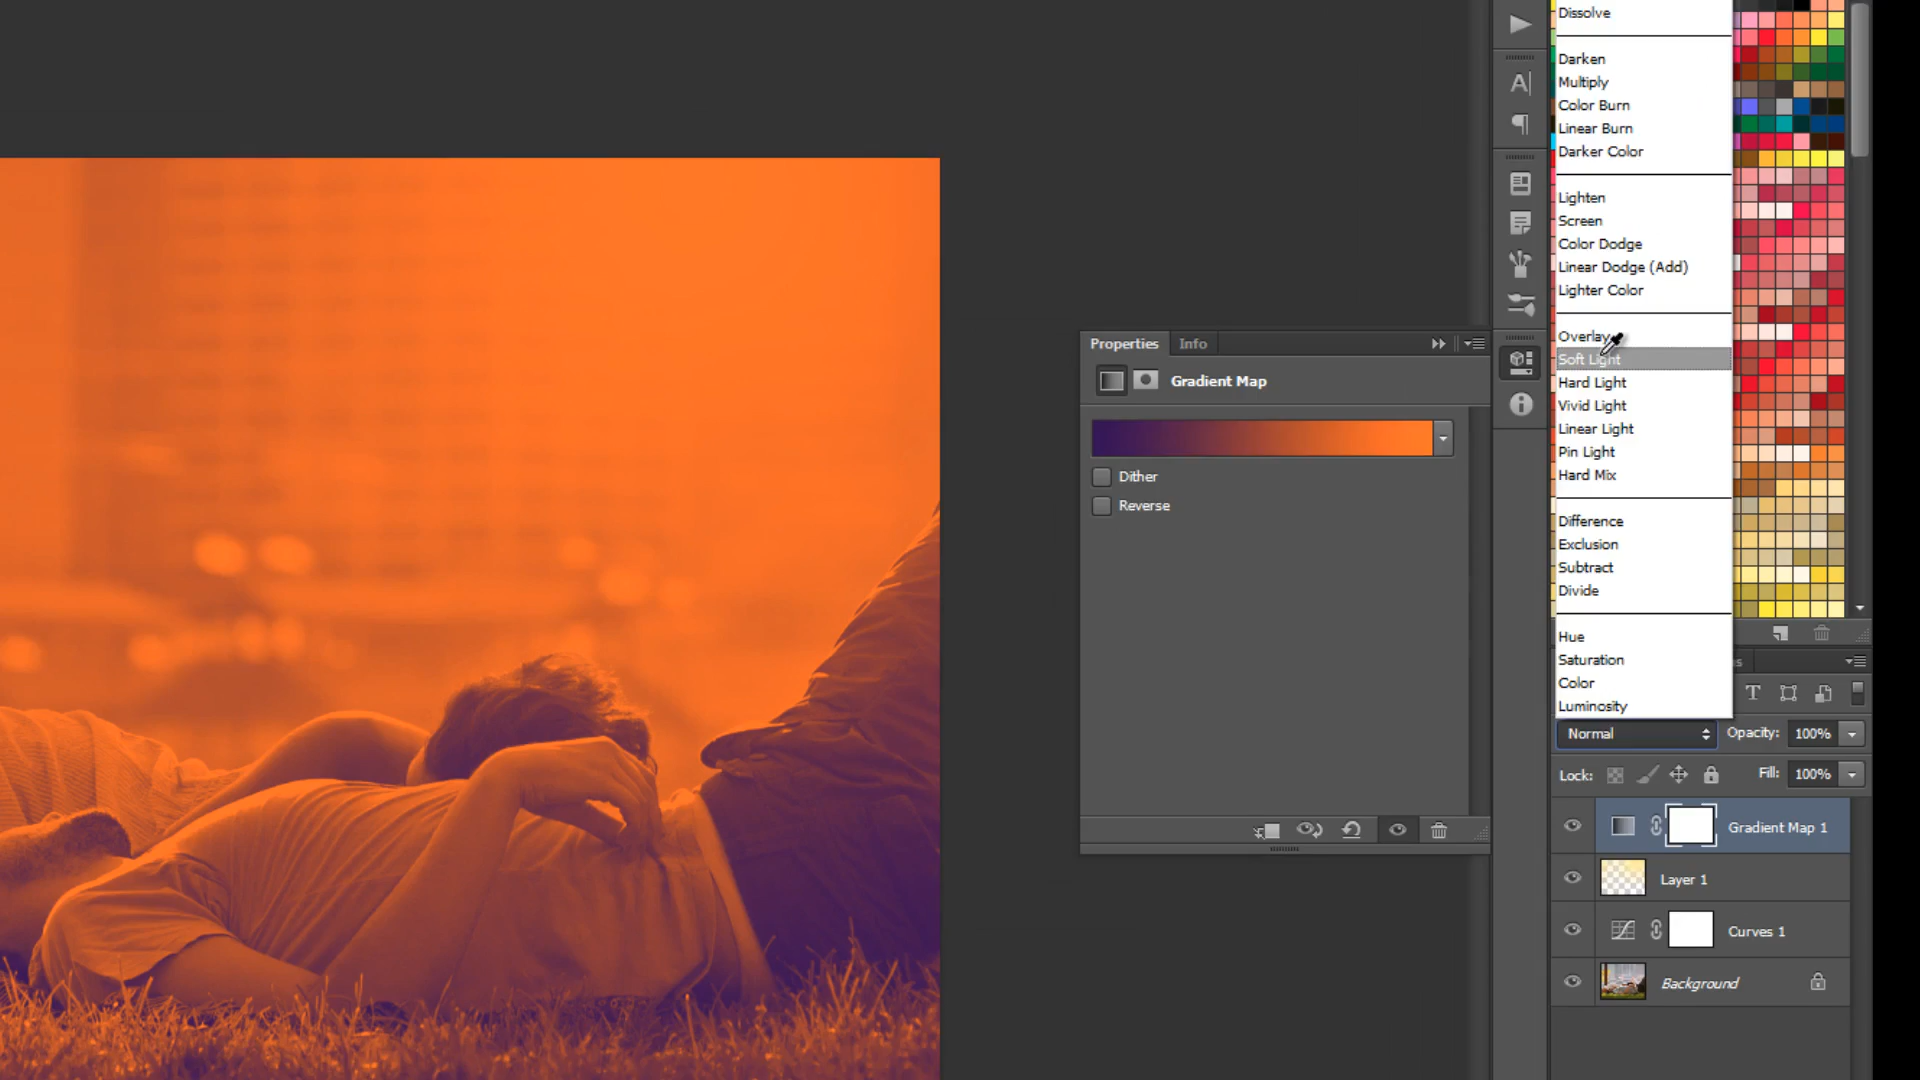 Dissolve
Darken
Multiply
Color Burn
Linear Burn
Darker Color
Lighten
Screen
Color Dodge
Linear Dodge (Add)
Lighter Color
Overlay
Soft Light
Hard Light
Vivid Light
Linear Light
Pin Light
Hard Mix
Difference
Exclusion
Subtract
Divide
Hue
Saturation
Color
Luminosity
Properties Info
Gradient Map
Dither
Reverse
Normal Opacity: 100%
Lock: Fill: 100%
Gradient Map 1
Layer 1
Curves 1
Background